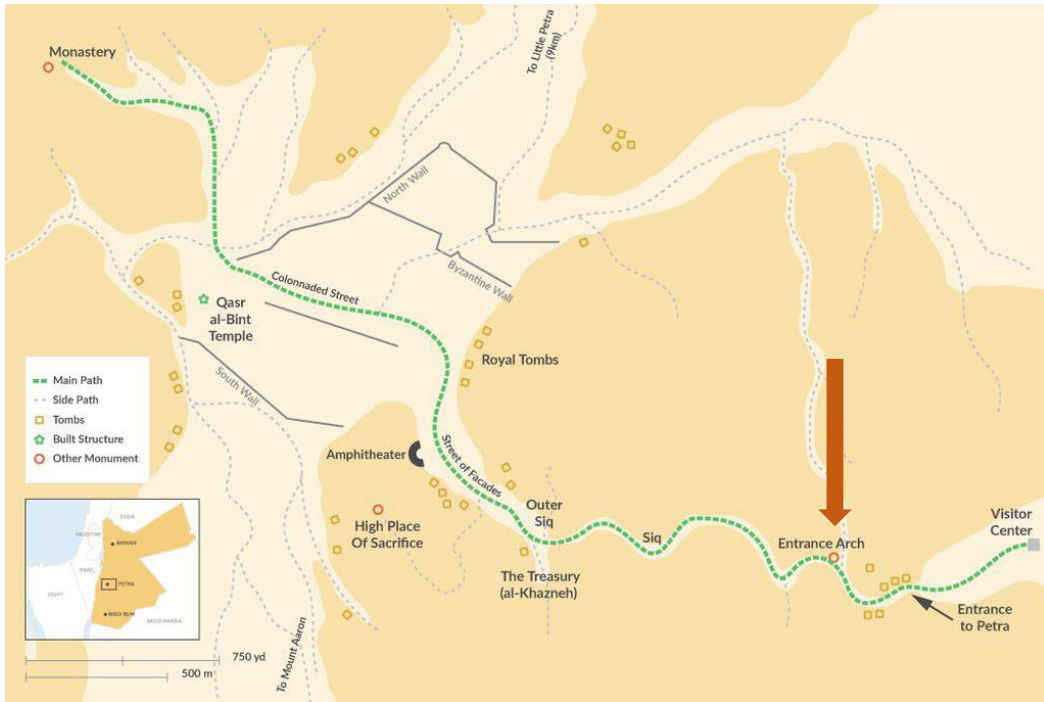 Monastery
To Little Petra
(9km)
North Wall
Byzantine Wall
Colonnaded Street
Qasr
al-Bint
Temple
South Wall
Royal Tombs
Main Path
Side Path
Tombs
Built Structure
Other Monument
Amphitheater
Street of Facades
High Place
Of Sacrifice
Outer
Siq
Siq
The Treasury
(al-Khazneh)
Entrance Arch
Visitor
Center
Entrance
to Petra
SYRIA
PALESTINE
AMMAN
ISRAEL
PETRA
EGYPT
WADI RUM
SAUDI ARABIA
To Mount Aaron
750 yd
500 m